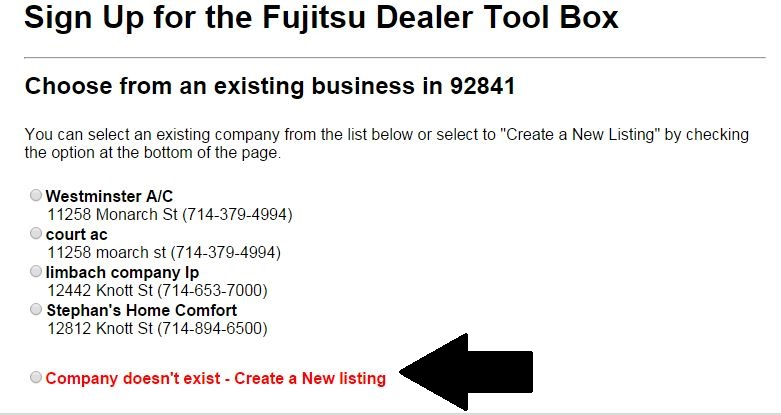 Sign Up for the Fujitsu Dealer Tool Box
Choose from an existing business in 92841
You can select an existing company from the list below or select to "Create a New Listing" by checking
the option at the bottom of the page.
Westminster A/C
11258 Monarch St (714-379-4994)
court ac
11258 moarch st (714-379-4994)
limbach company lp
12442 Knott St (714-653-7000)
Stephan's Home Comfort
12812 Knott St (714-894-6500)
Company doesn't exist - Create a New listing